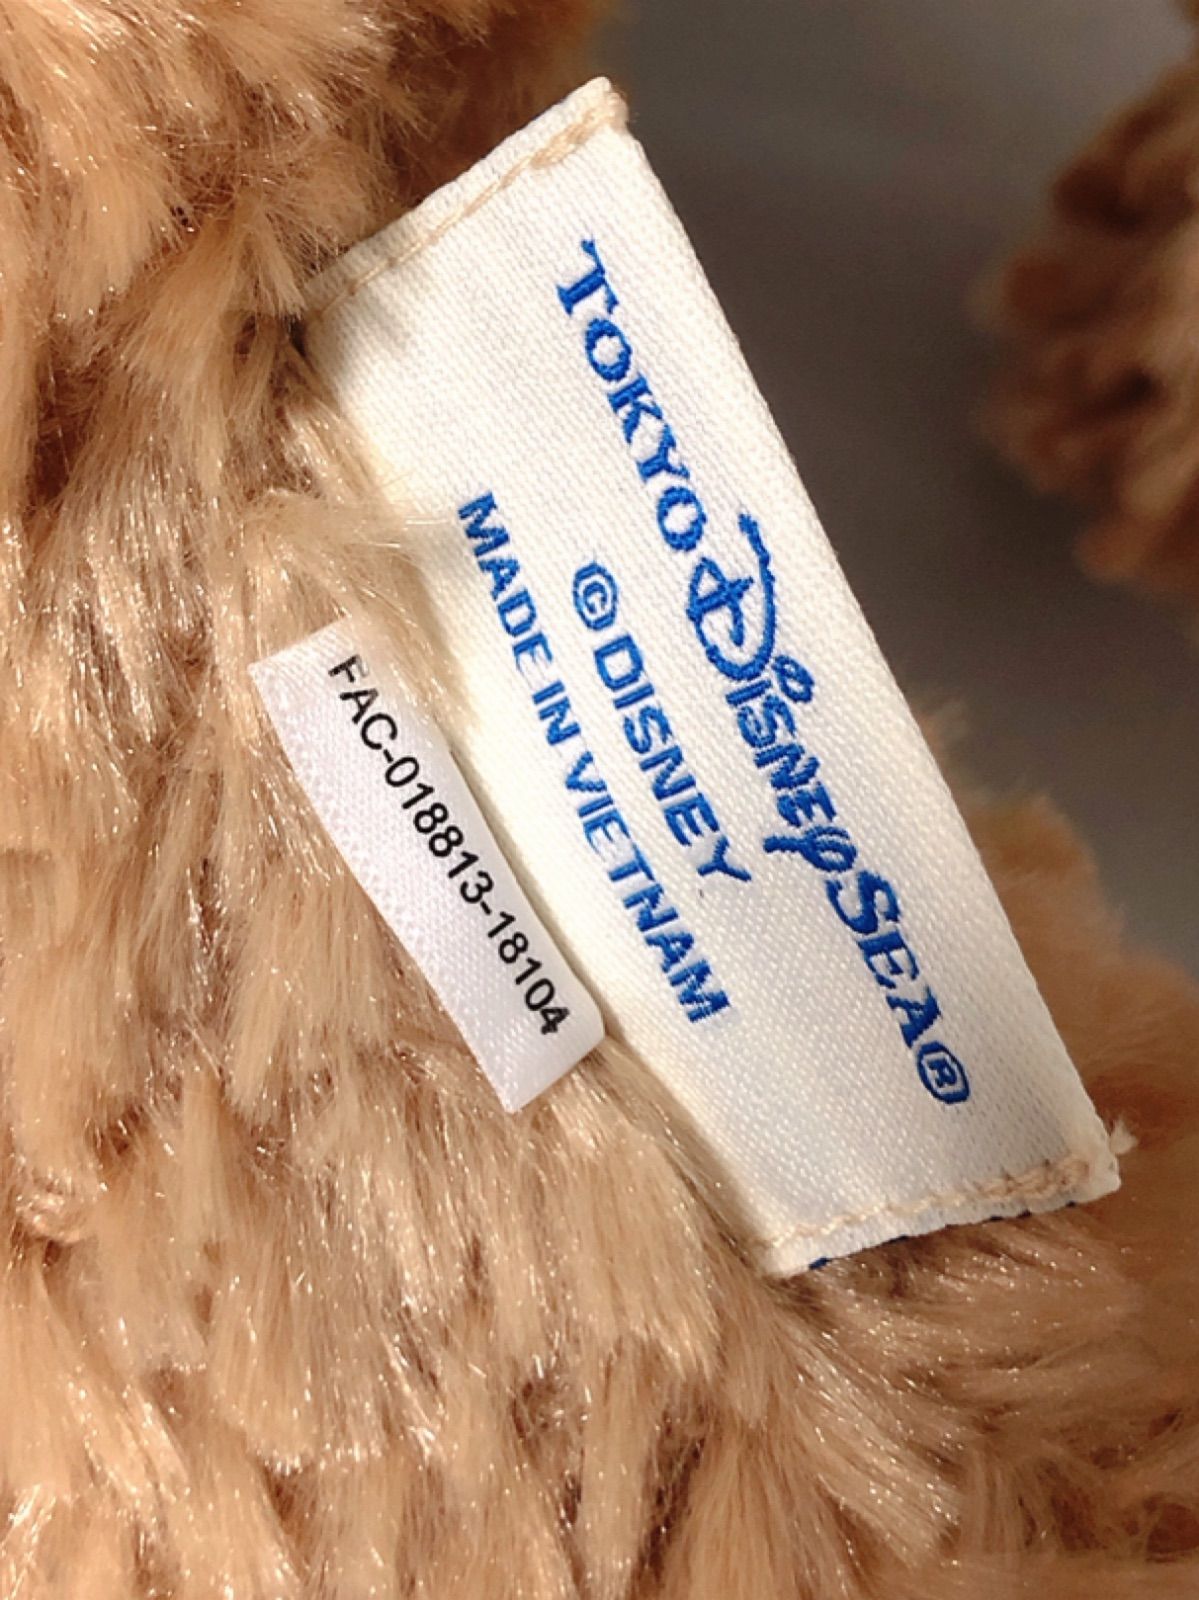 TOKYO DISNEYSEA®
© DISNEY
MADE IN VIETNAM
FAC-018813-18104